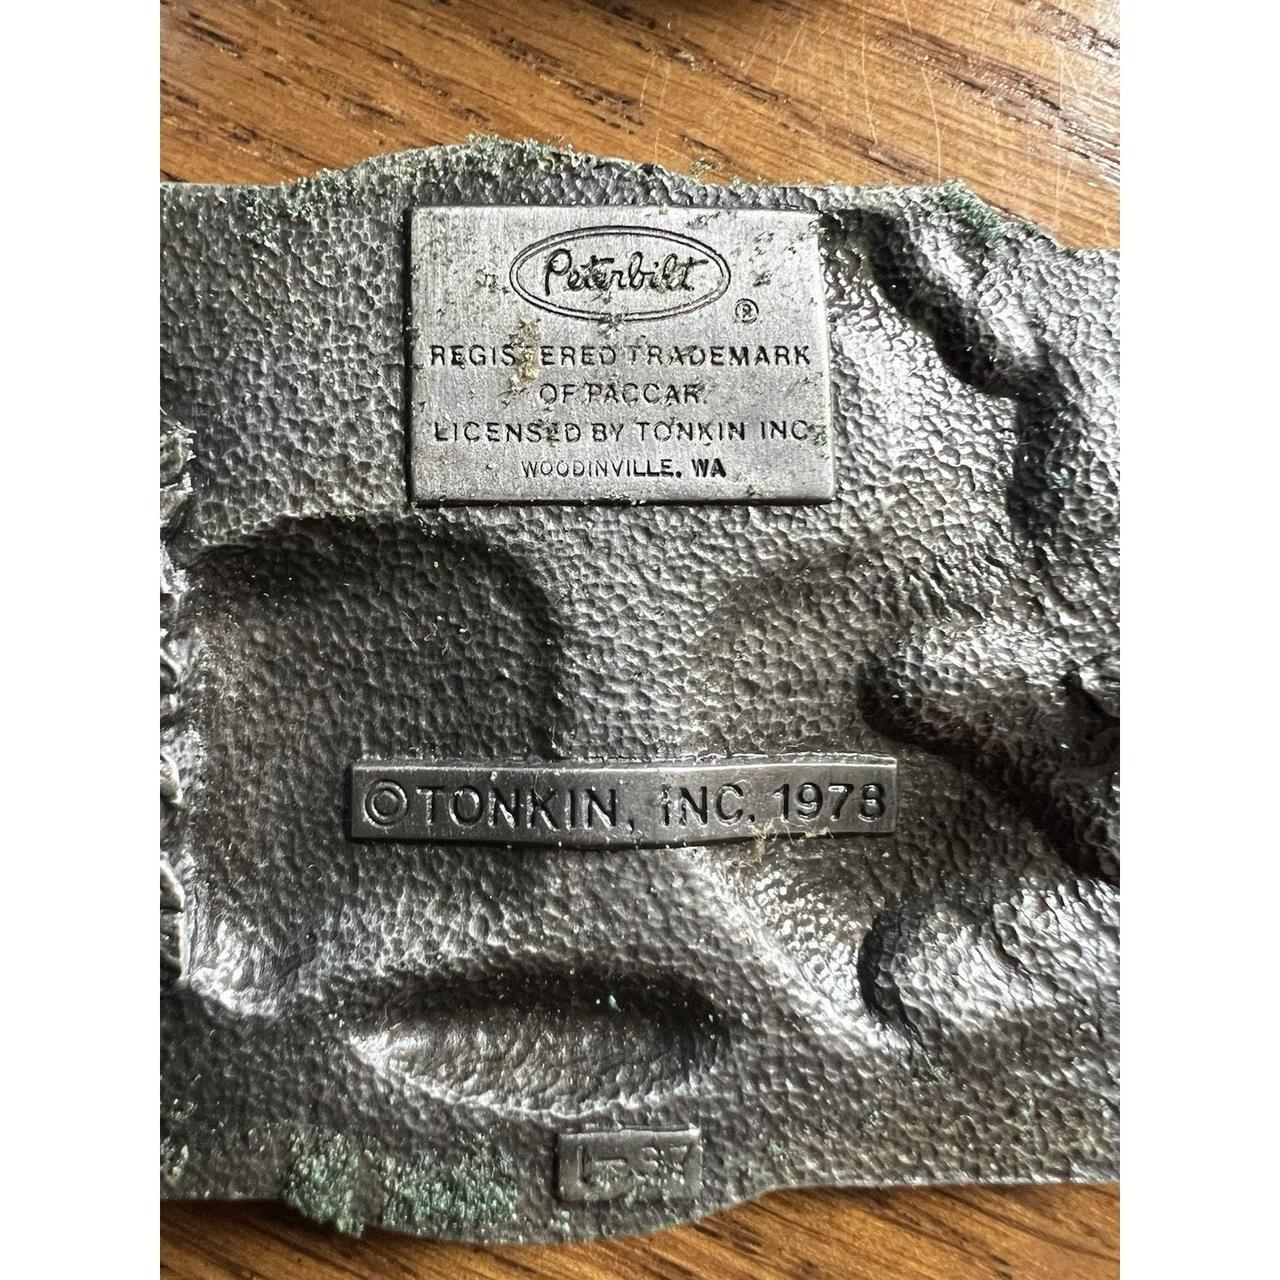 Peterbilt
®
REGISTERED TRADEMARK
OF PACCAR.
LICENSED BY TONKIN INC.
WOODINVILLE, WA
©TONKIN, INC. 1978